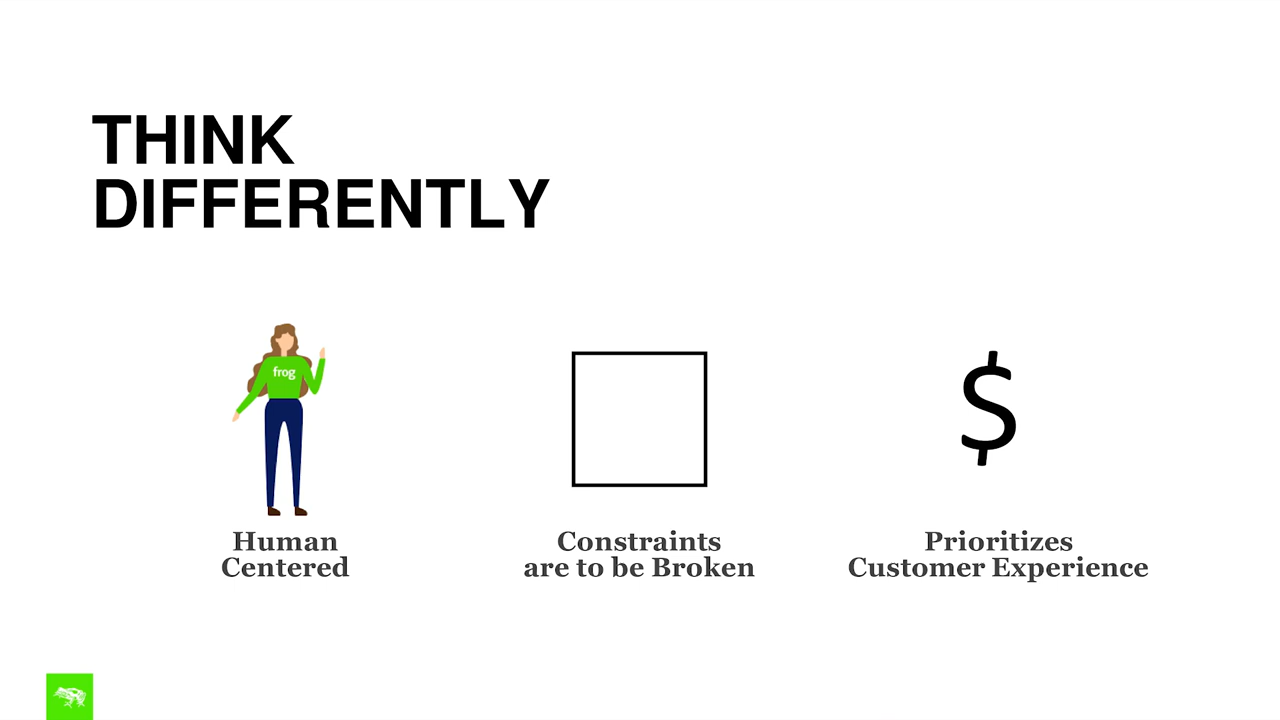 THINK
DIFFERENTLY
frog
$
Human
Centered
Constraints
are to be Broken
Prioritizes
Customer Experience